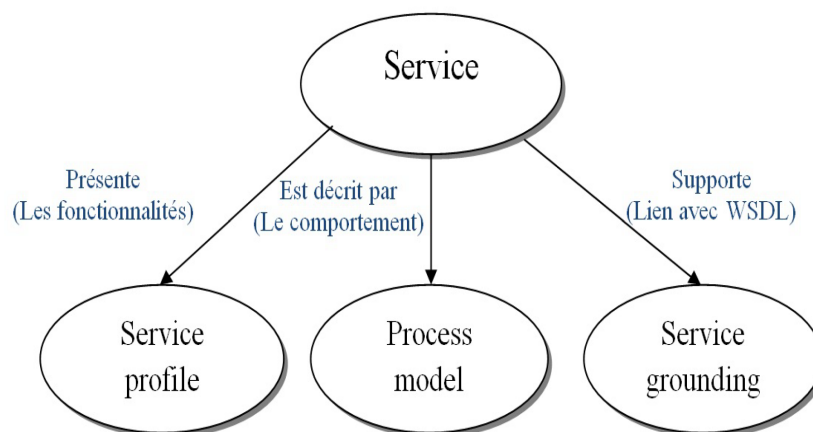 Service
Présente
(Les fonctionnalités)
Est décrit par
(Le comportement)
Supporte
(Lien avec WSDL)
Service
profile
Process
model
Service
grounding